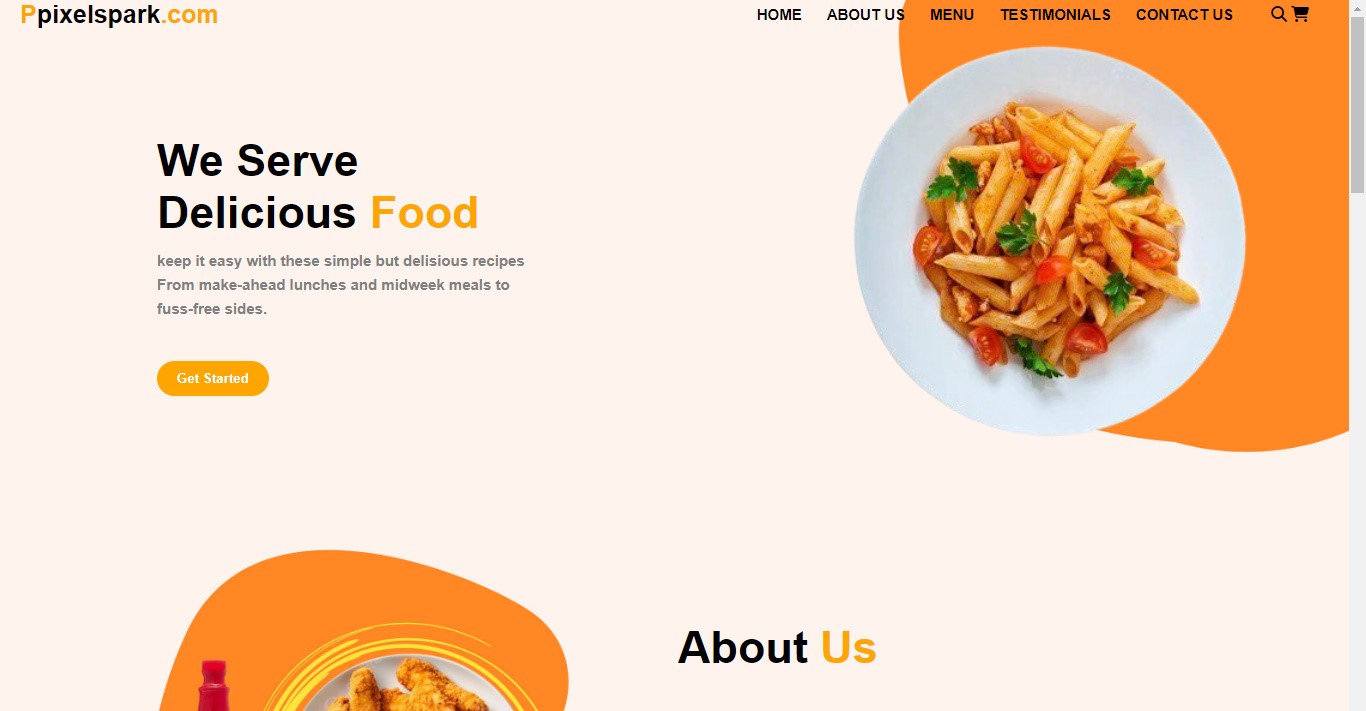 Ppixelspark.com
HOME ABOUT US MENU TESTIMONIALS CONTACT US
We Serve
Delicious Food
keep it easy with these simple but delisious recipes
From make-ahead lunches and midweek meals to
fuss-free sides.
Get Started
About Us